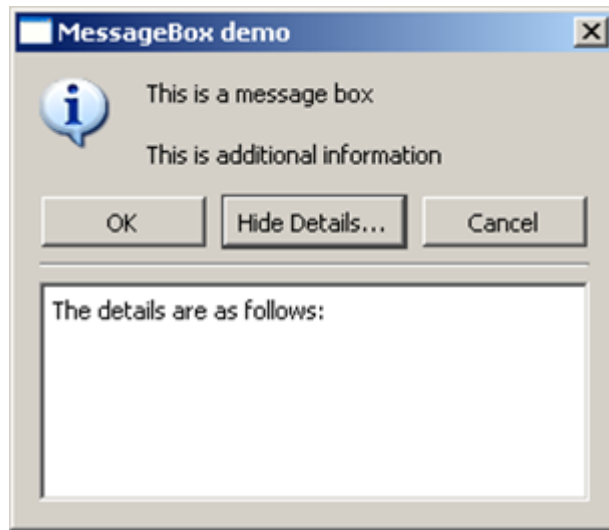 MessageBox demo
This is a message box
This is additional information
OK Hide Details... Cancel
The details are as follows: